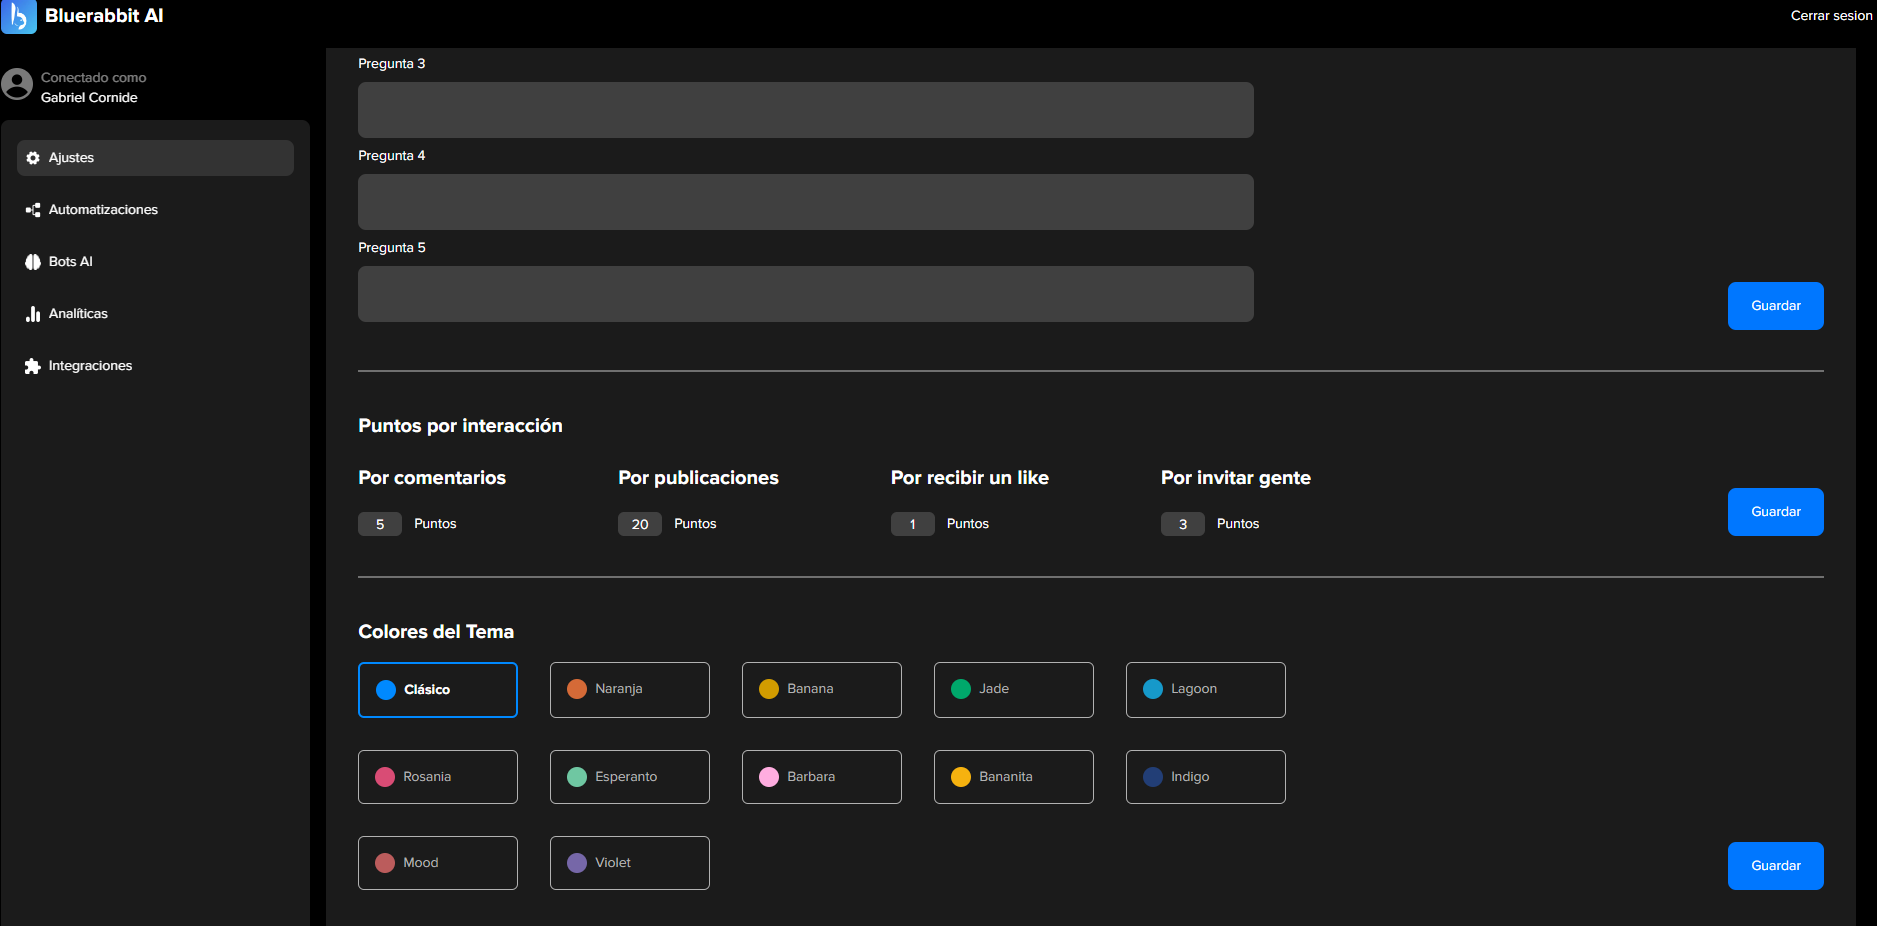 Bluerabbit AI
Cerrar sesion
Conectado como
Gabriel Cornide
Ajustes
Automatizaciones
Bots AI
Analíticas
Integraciones
Pregunta 3
Pregunta 4
Pregunta 5
Guardar
Puntos por interacción
Por comentarios
Por publicaciones
Por recibir un like
Por invitar gente
5 Puntos
20 Puntos
1 Puntos
3 Puntos
Guardar
Colores del Tema
Clásico
Naranja
Banana
Jade
Lagoon
Rosania
Esperanto
Barbara
Bananita
Indigo
Mood
Violet
Guardar